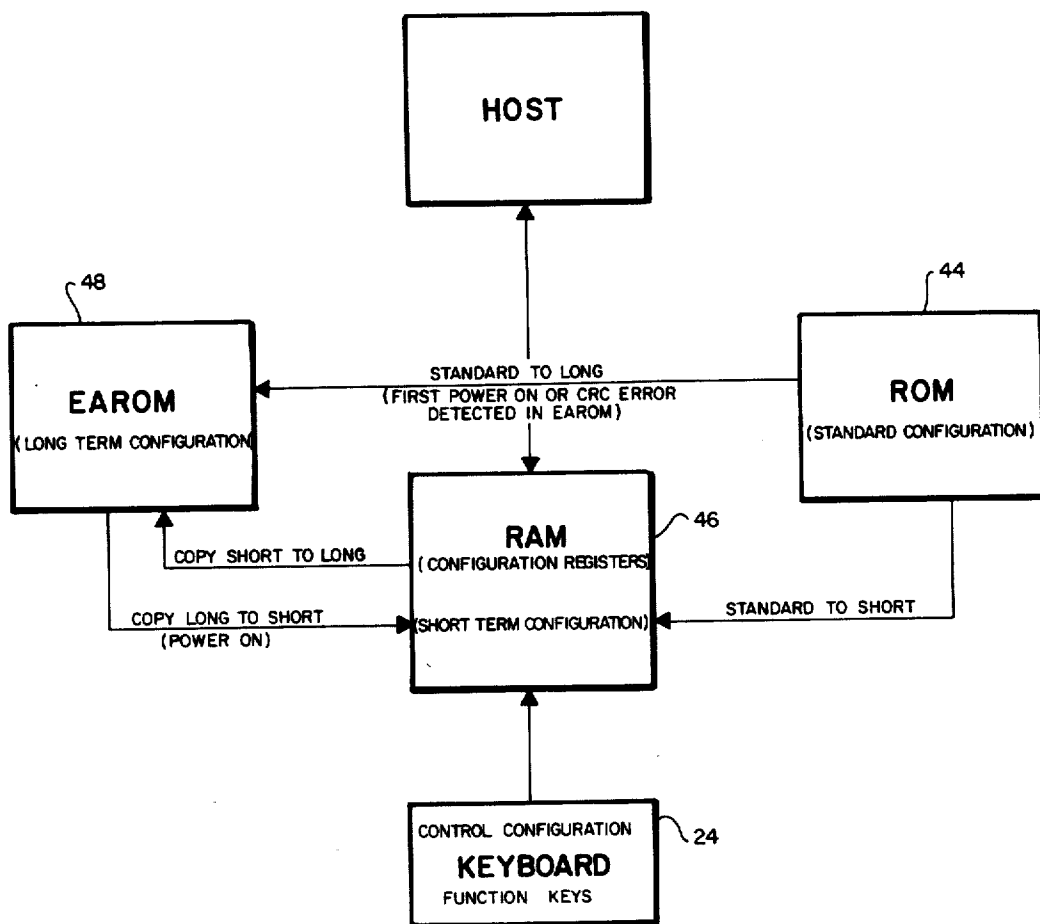 HOST
48
44
STANDARD TO LONG
(FIRST POWER ON OR CRC ERROR
DETECTED IN EAROM)
EAROM
(LONG TERM CONFIGURATION)
ROM
(STANDARD CONFIGURATION)
46
RAM
(CONFIGURATION REGISTERS)
(SHORT TERM CONFIGURATION)
COPY SHORT TO LONG
COPY LONG TO SHORT
(POWER ON)
STANDARD TO SHORT
CONTROL CONFIGURATION
KEYBOARD
FUNCTION KEYS
24